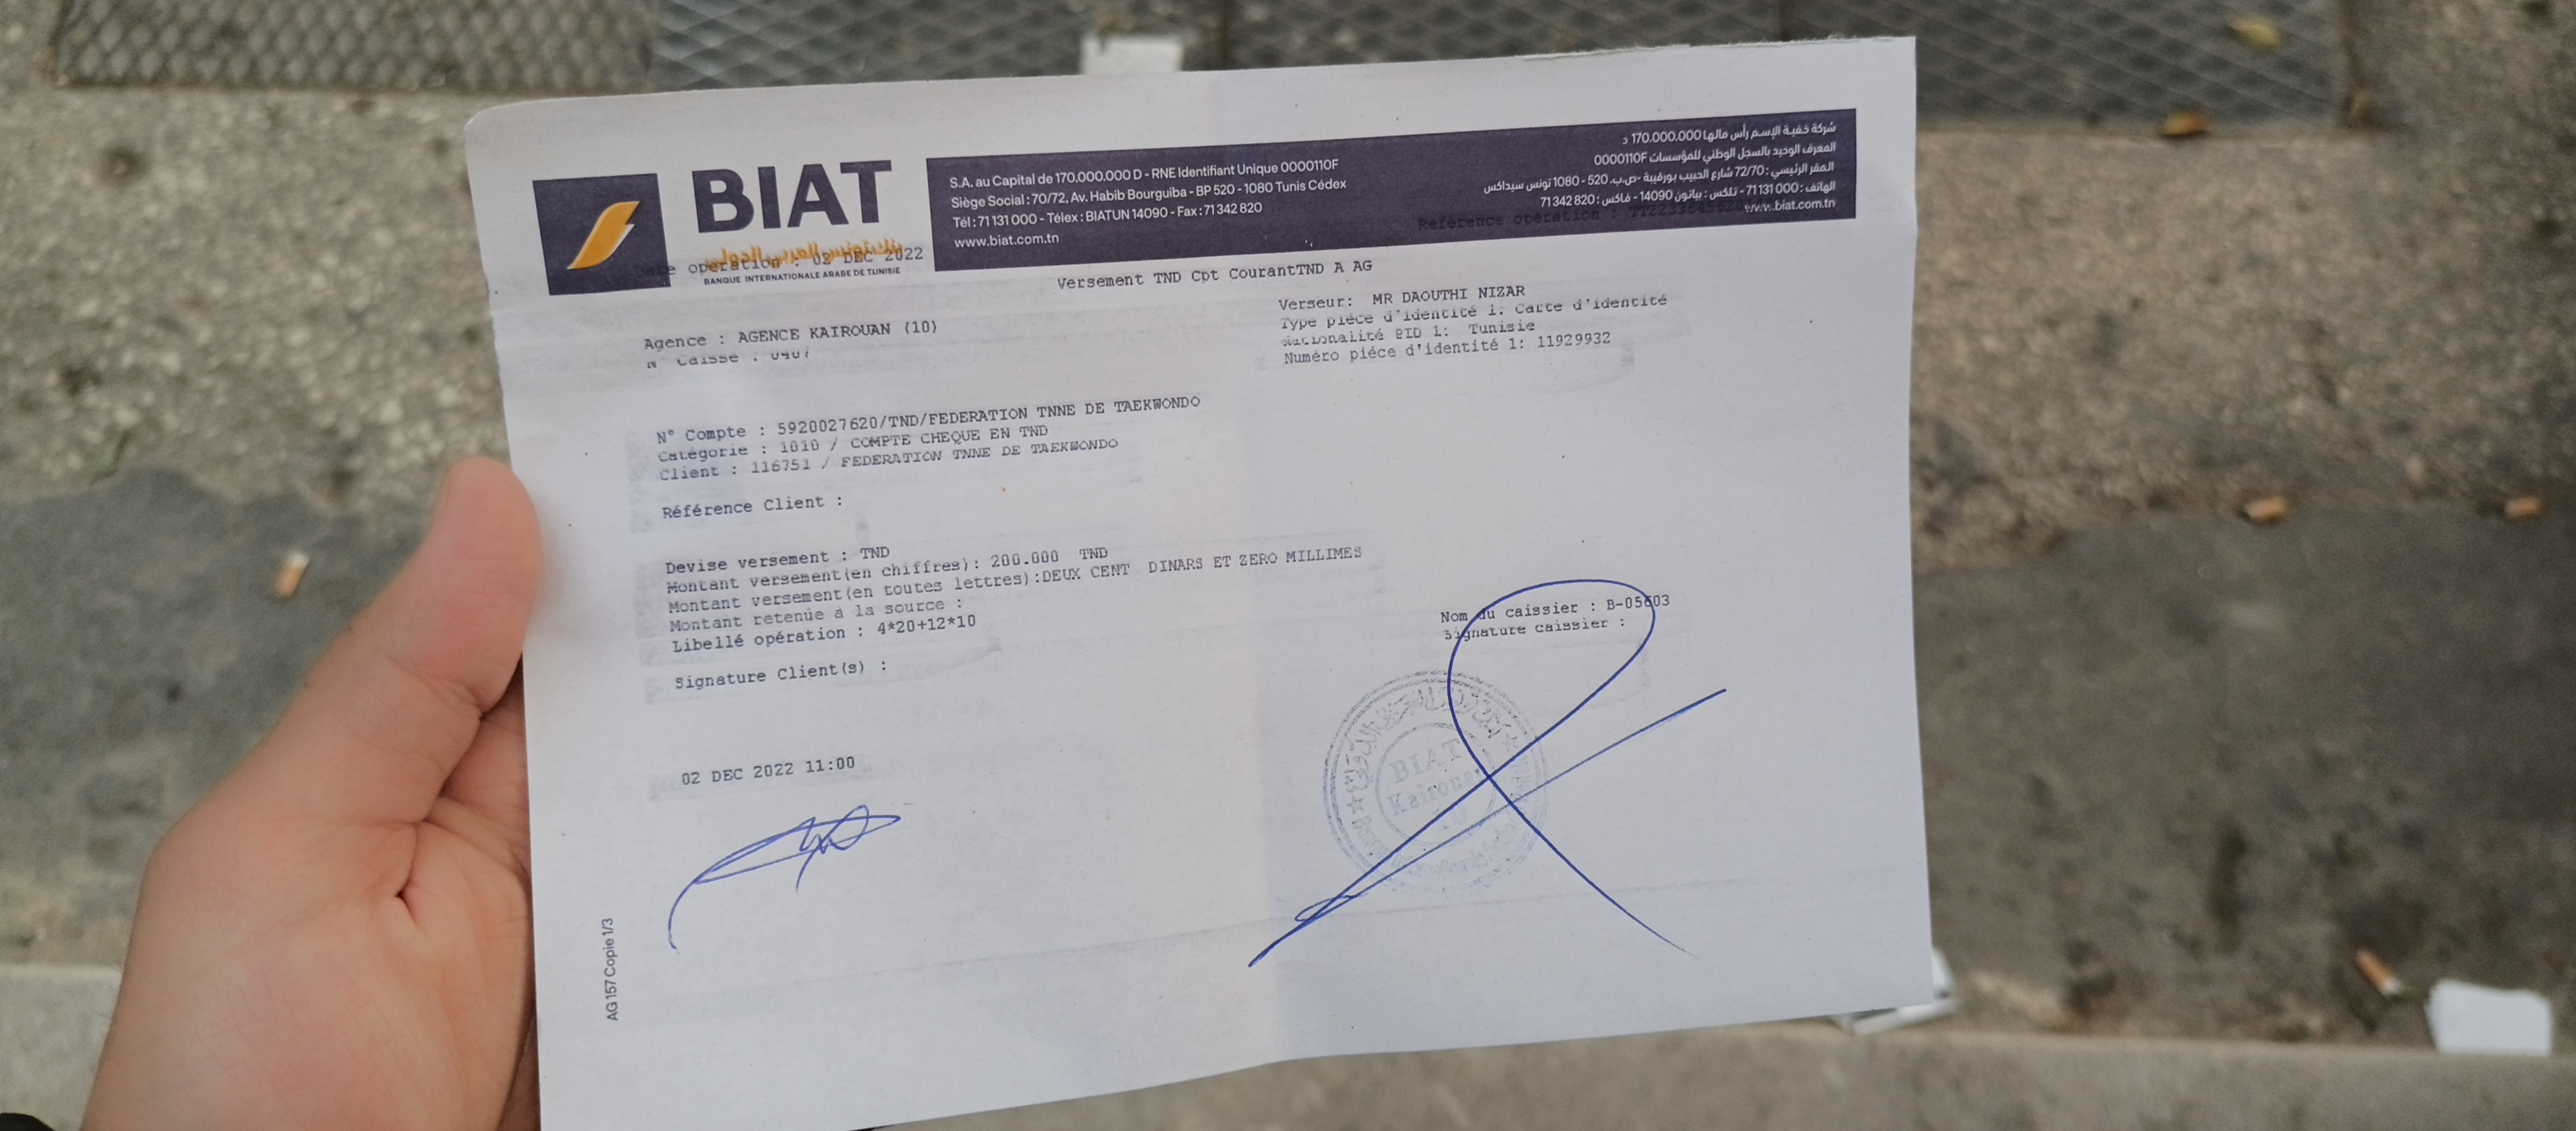 BIAT
بنك تونس العربي الدولي
BANQUE INTERNATIONALE ARABE DE TUNISIE
S.A. au Capital de 170.000.000 D - RNE Identifiant Unique 0000110F
Siège Social : 70/72, Av. Habib Bourguiba - BP 520 - 1080 Tunis Cédex
Tél : 71 131 000 - Télex : BIATUN 14090 - Fax : 71 342 820
www.biat.com.tn
شركة خفية الإسم رأس مالها 170.000.000 د
المعرف الوحيد بالسجل الوطني للمؤسسات 0000110F
المقر الرئيسي : 72/70 شارع الحبيب بورقيبة -ص.ب. 520 - 1080 تونس سيداكس
الهاتف : 000 131 71 - تلكس : بياتون 14090 - فاكس : 820 342 71
www.biat.com.tn
Date operation : 02 DEC 2022
Reference operation :
Versement TND Cpt CourantTND A AG
Agence : AGENCE KAIROUAN (10)
N° Caisse : 0407
Verseur: MR DAOUTHI NIZAR
Type piéce d'identité 1: Carte d'identité
Nationalité PID 1: Tunisie
Numéro piéce d'identité 1: 11929932
N° Compte : 5920027620/TND/FEDERATION TNNE DE TAEKWONDO
Catégorie : 1010 / COMPTE CHEQUE EN TND
Client : 116751 / FEDERATION TNNE DE TAEKWONDO
Référence Client :
Devise versement : TND
Montant versement(en chiffres): 200.000 TND
Montant versement(en toutes lettres):DEUX CENT DINARS ET ZERO MILLIMES
Montant retenue à la source :
Libellé opération : 4*20+12*10
Signature Client(s) :
Nom du caissier : B-05603
Signature caissier :
BIAT
Kairouan
10
02 DEC 2022 11:00
AG 157 Copie 1/3